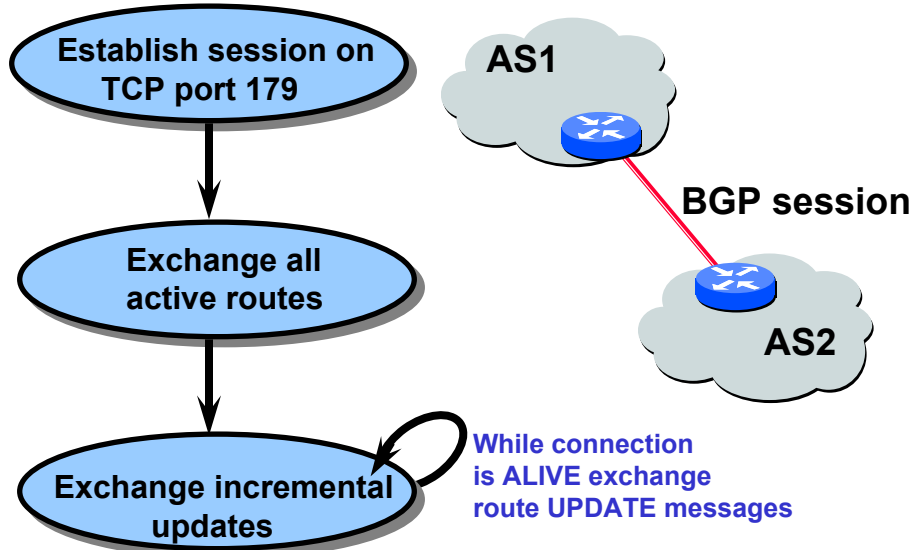 Establish session on
TCP port 179
AS1
BGP session
Exchange all
active routes
AS2
While connection
is ALIVE exchange
route UPDATE messages
Exchange incremental
updates